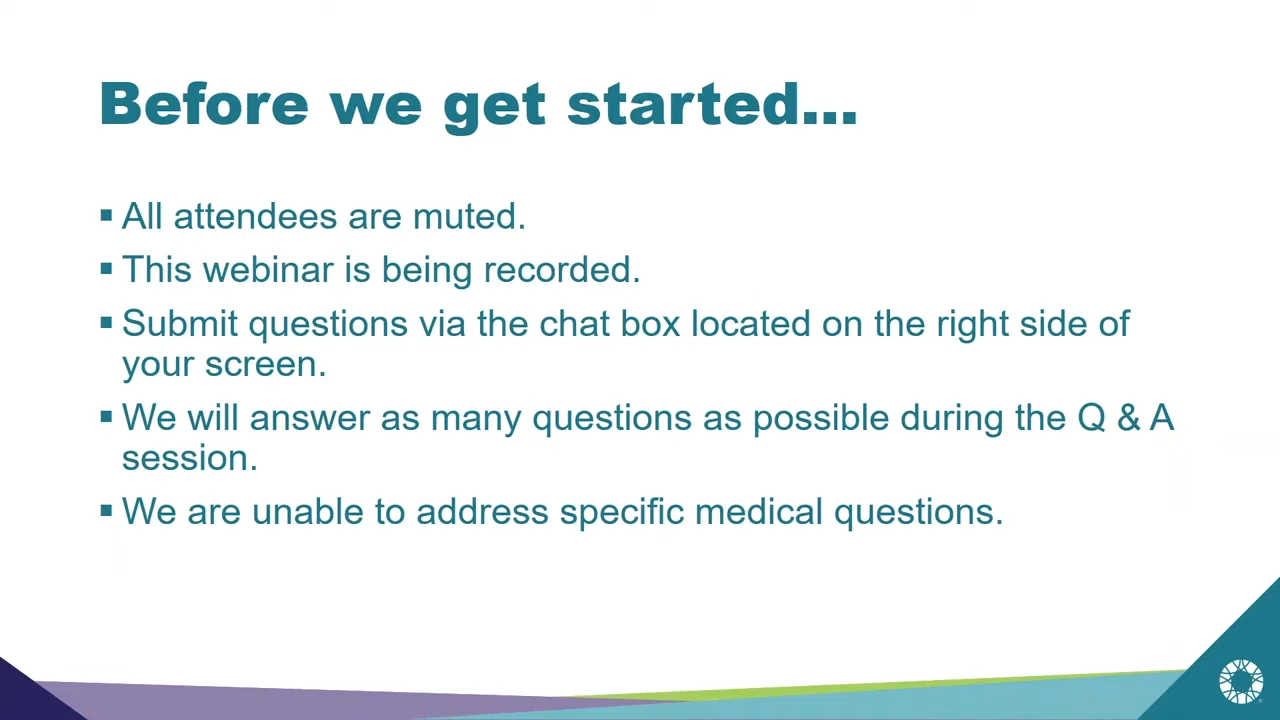 Before we get started...
▪ All attendees are muted.
▪ This webinar is being recorded.
▪ Submit questions via the chat box located on the right side of
your screen.
▪ We will answer as many questions as possible during the Q & A
session.
▪ We are unable to address specific medical questions.